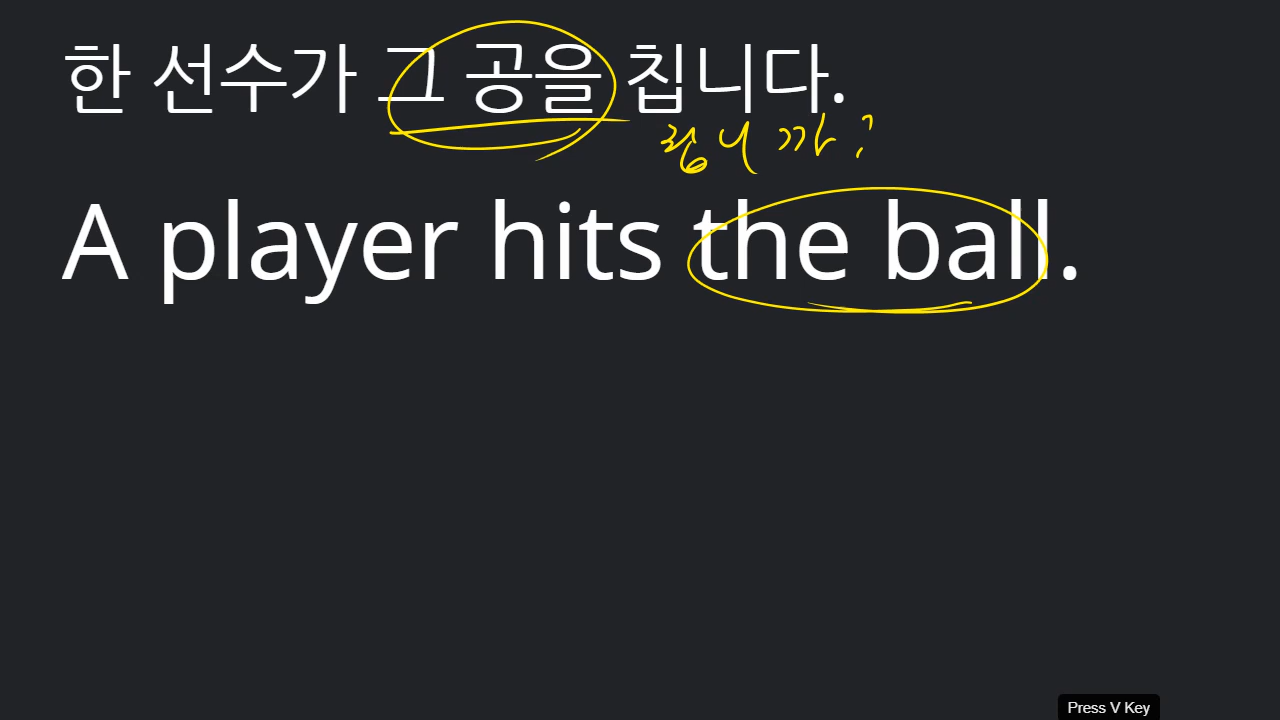 한 선수가 그 공을 칩니다.
칩니까?
A player hits the ball.
Press V Key